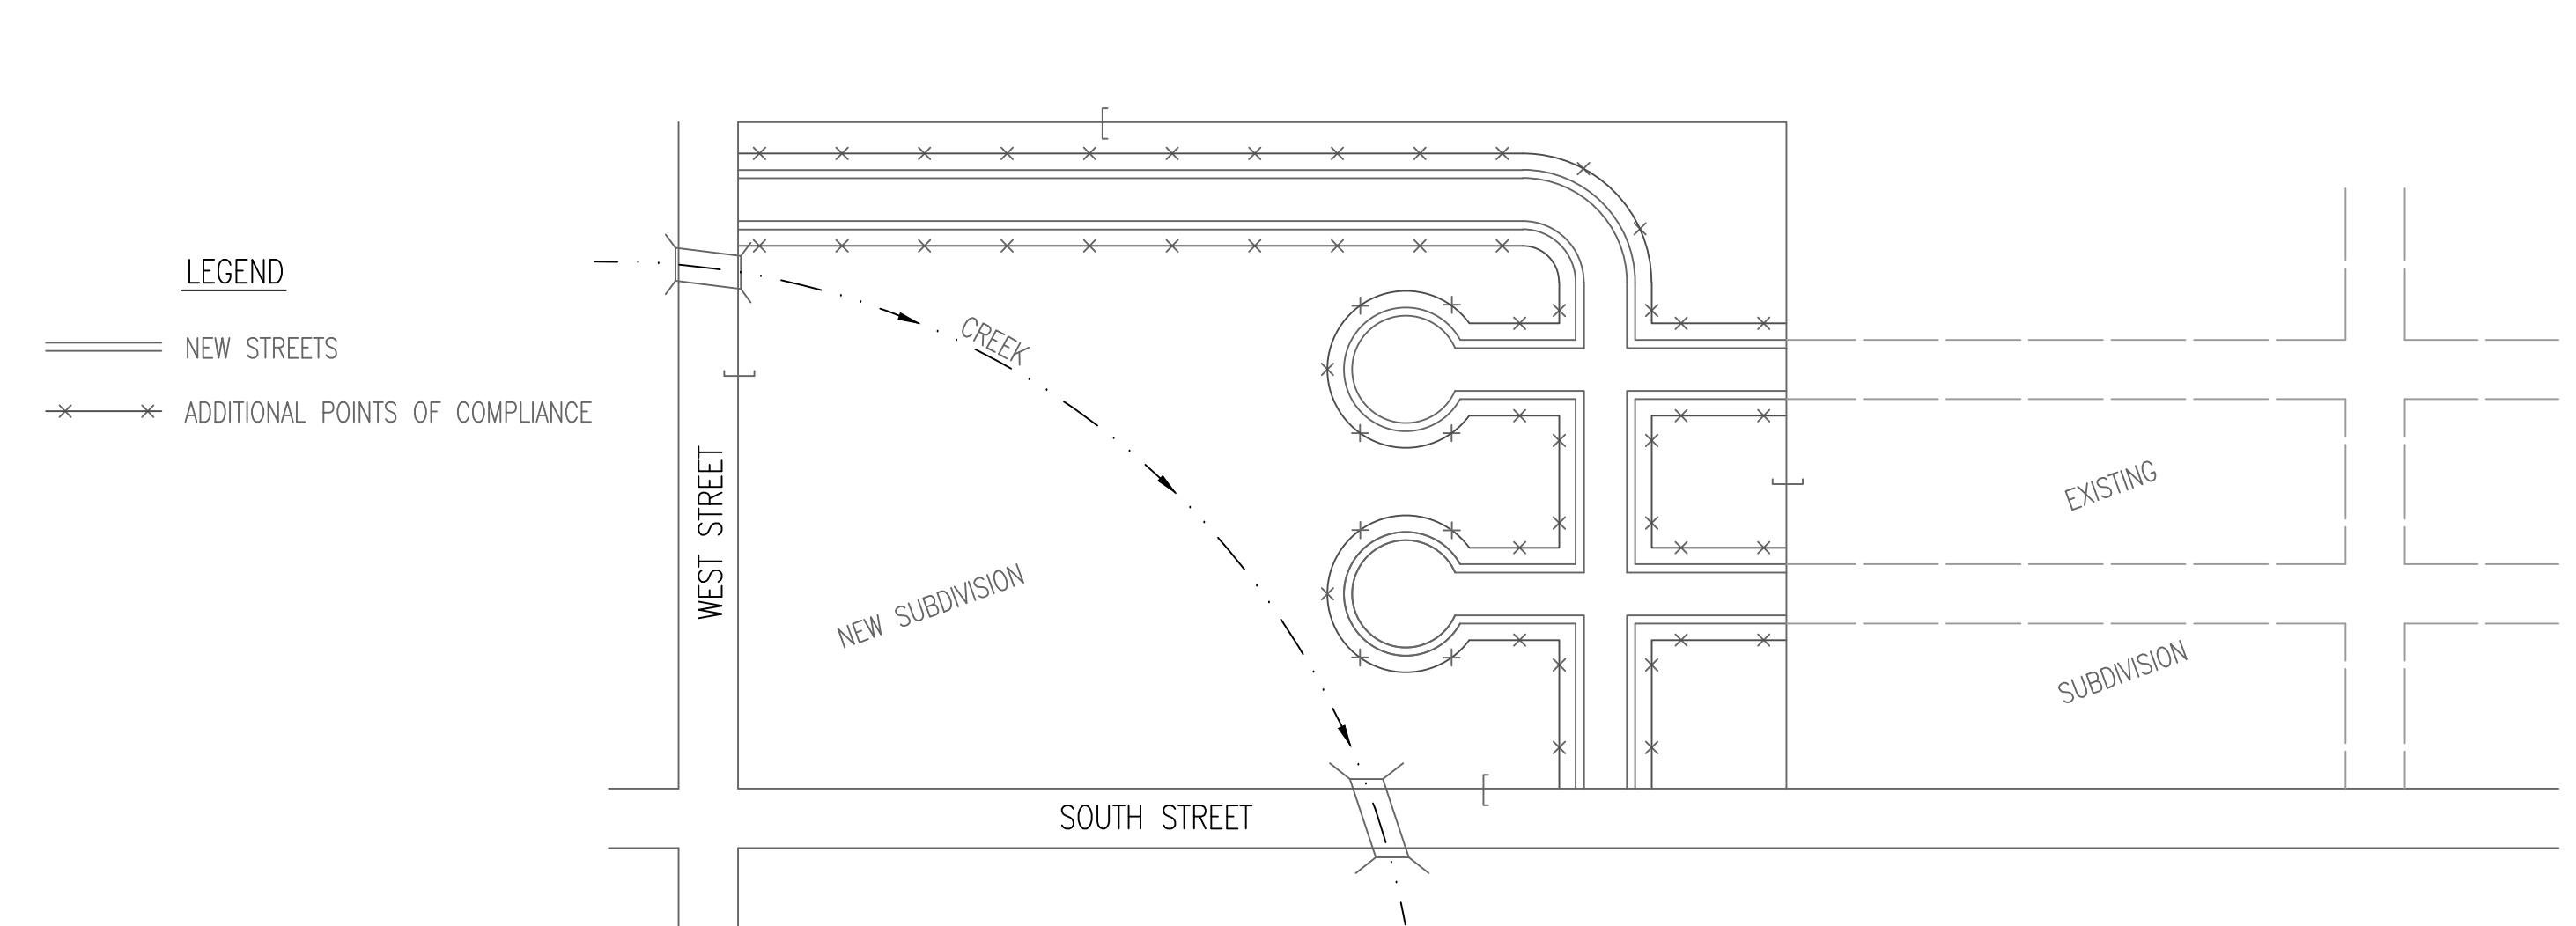 LEGEND
NEW STREETS
ADDITIONAL POINTS OF COMPLIANCE
CREEK
WEST STREET
NEW SUBDIVISION
SOUTH STREET
EXISTING
SUBDIVISION